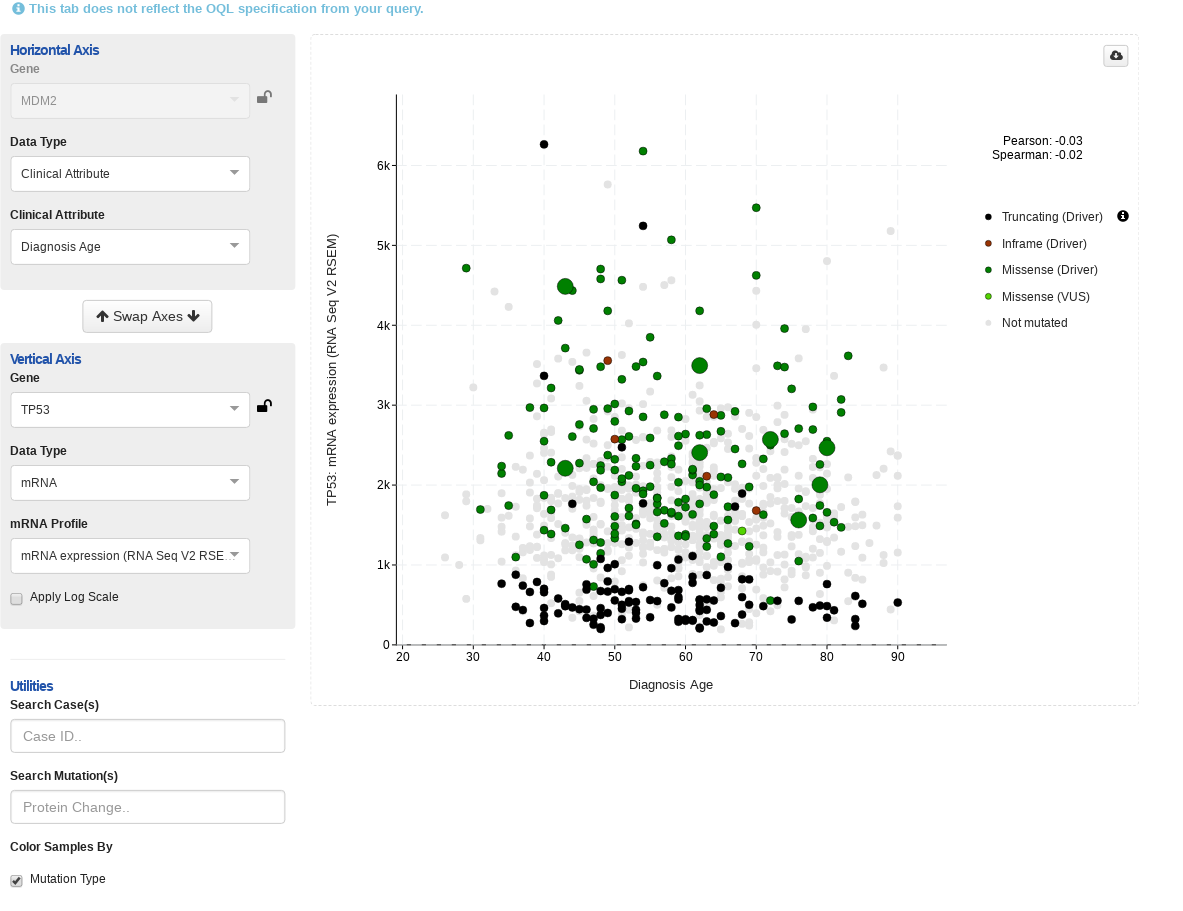 This tab does not reflect the OQL specification from your query.
Horizontal Axis
Gene
MDM2
Data Type
Clinical Attribute
Clinical Attribute
Diagnosis Age
Swap Axes
Vertical Axis
Gene
TP53
Data Type
mRNA
mRNA Profile
mRNA expression (RNA Seq V2 RSE...
Apply Log Scale
Utilities
Search Case(s)
Case ID..
Search Mutation(s)
Protein Change..
Color Samples By
Mutation Type
TP53: mRNA expression (RNA Seq V2 RSEM)
6k
5k
4k
3k
2k
1k
0
20 30 40 50 60 70 80 90
Diagnosis Age
Pearson: -0.03
Spearman: -0.02
Truncating (Driver)
Inframe (Driver)
Missense (Driver)
Missense (VUS)
Not mutated